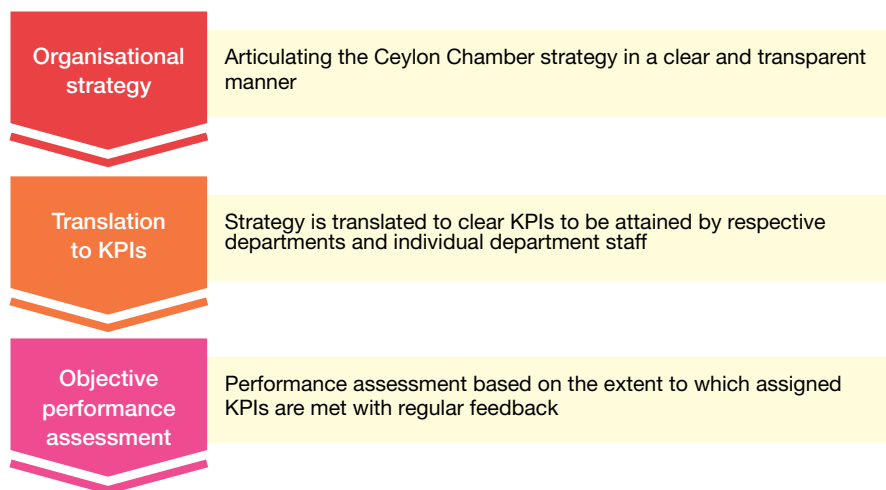 Organisational
strategy
Articulating the Ceylon Chamber strategy in a clear and transparent
manner
Translation
to KPIs
Strategy is translated to clear KPIs to be attained by respective
departments and individual department staff
Objective
performance
assessment
Performance assessment based on the extent to which assigned
KPIs are met with regular feedback